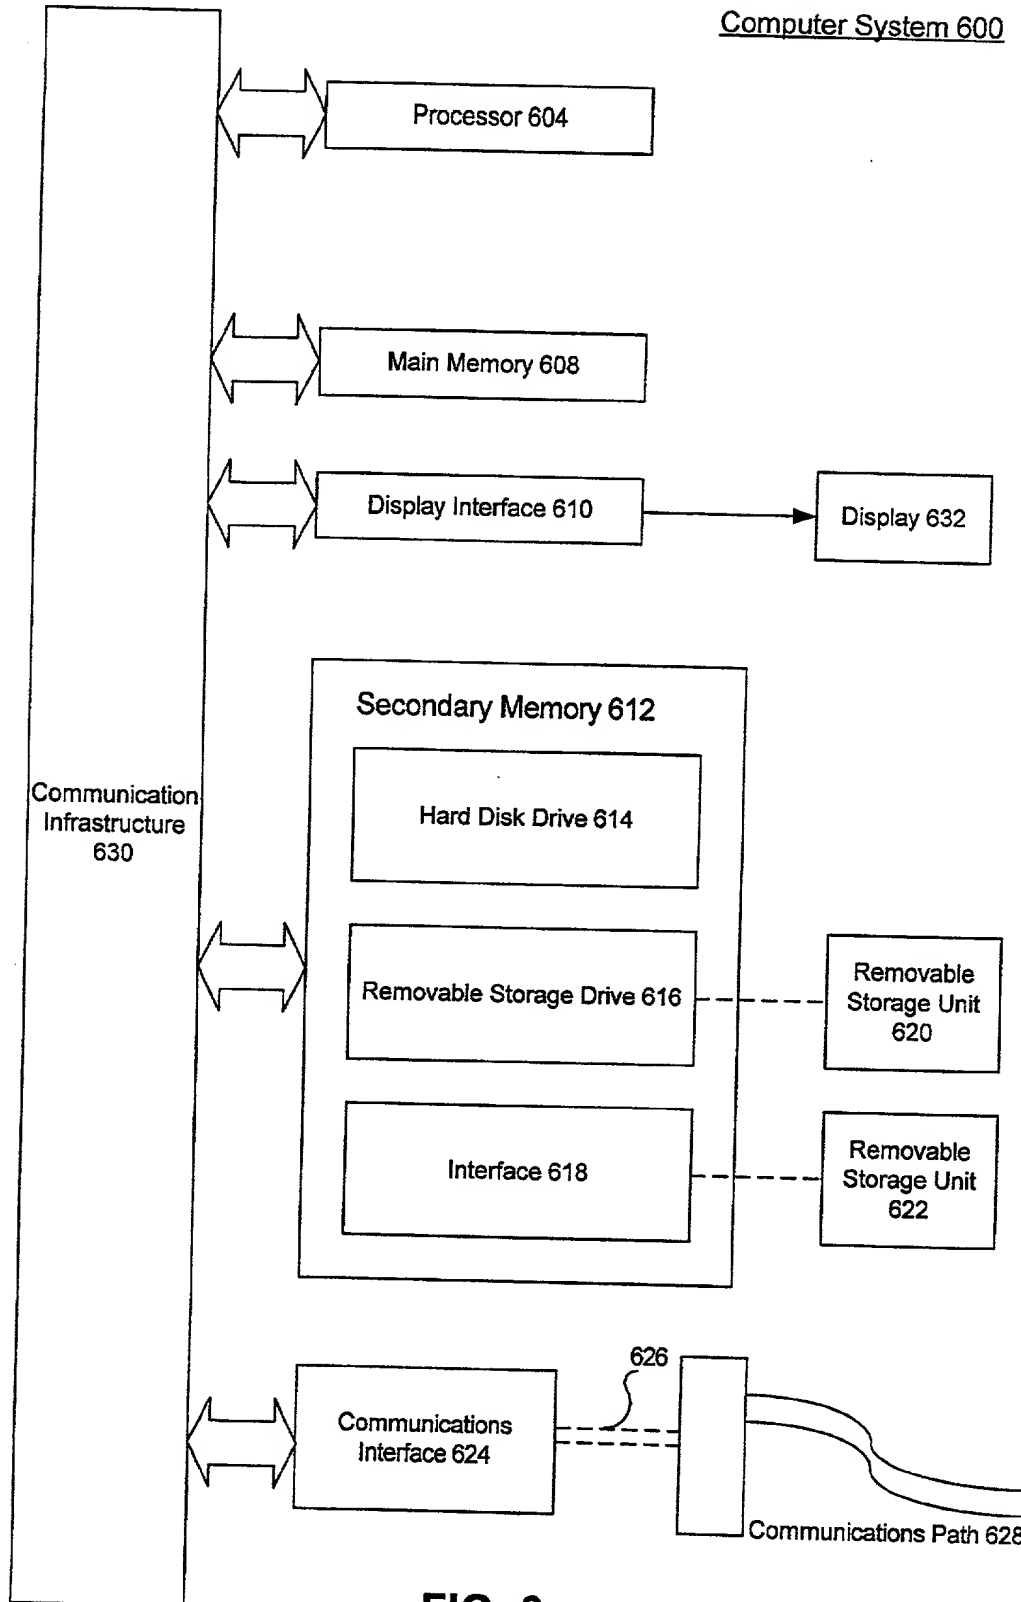 Computer System 600
Processor 604
Main Memory 608
Display Interface 610
Display 632
Secondary Memory 612
Hard Disk Drive 614
Communication
Infrastructure
630
Removable Storage Drive 616
Removable
Storage Unit
620
Interface 618
Removable
Storage Unit
622
626
Communications
Interface 624
Communications Path 628
FIG.